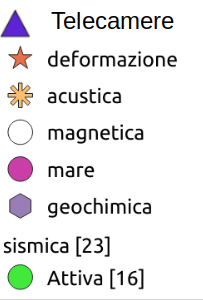 Telecamere
deformazione
acustica
magnetica
mare
geochimica
sismica [23]
Attiva [16]